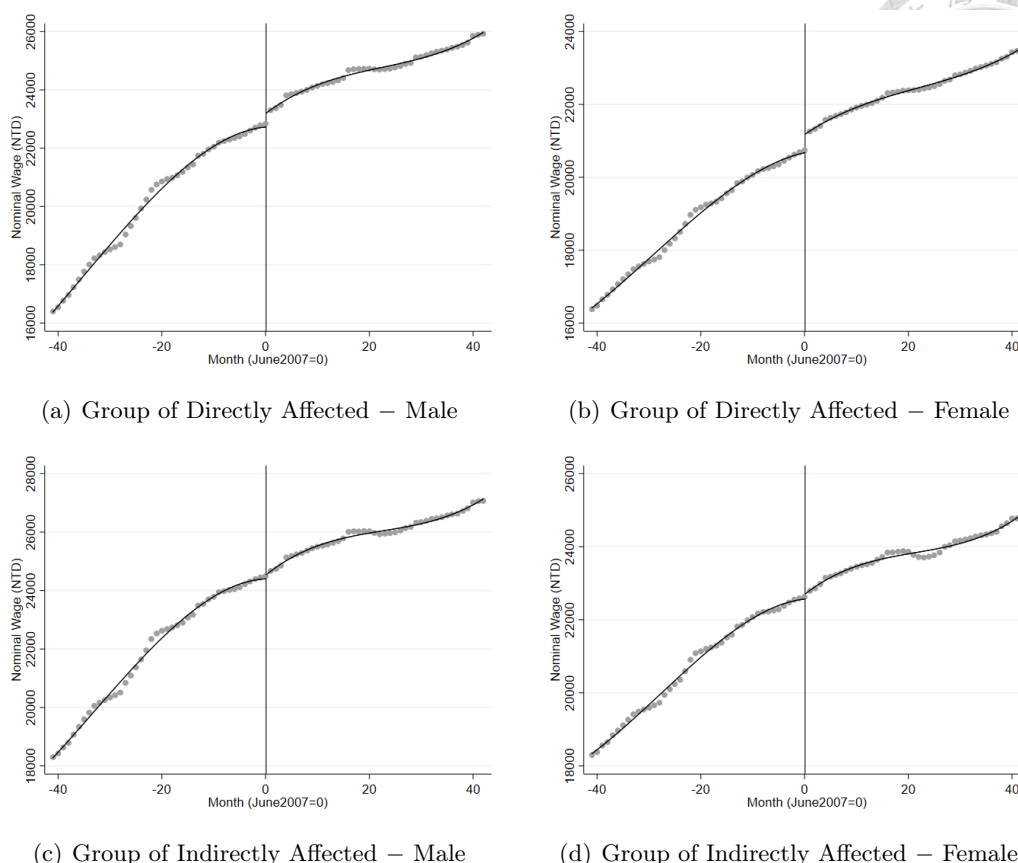 26000
24000
22000
20000
18000
16000
Nominal Wage (NTD)
-40 -20 0 20 40
Month (June2007=0)
(a) Group of Directly Affected − Male
24000
22000
20000
18000
16000
Nominal Wage (NTD)
-40 -20 0 20 40
Month (June2007=0)
(b) Group of Directly Affected − Female
28000
26000
24000
22000
20000
18000
Nominal Wage (NTD)
-40 -20 0 20 40
Month (June2007=0)
(c) Group of Indirectly Affected − Male
26000
24000
22000
20000
18000
Nominal Wage (NTD)
-40 -20 0 20 40
Month (June2007=0)
(d) Group of Indirectly Affected − Female